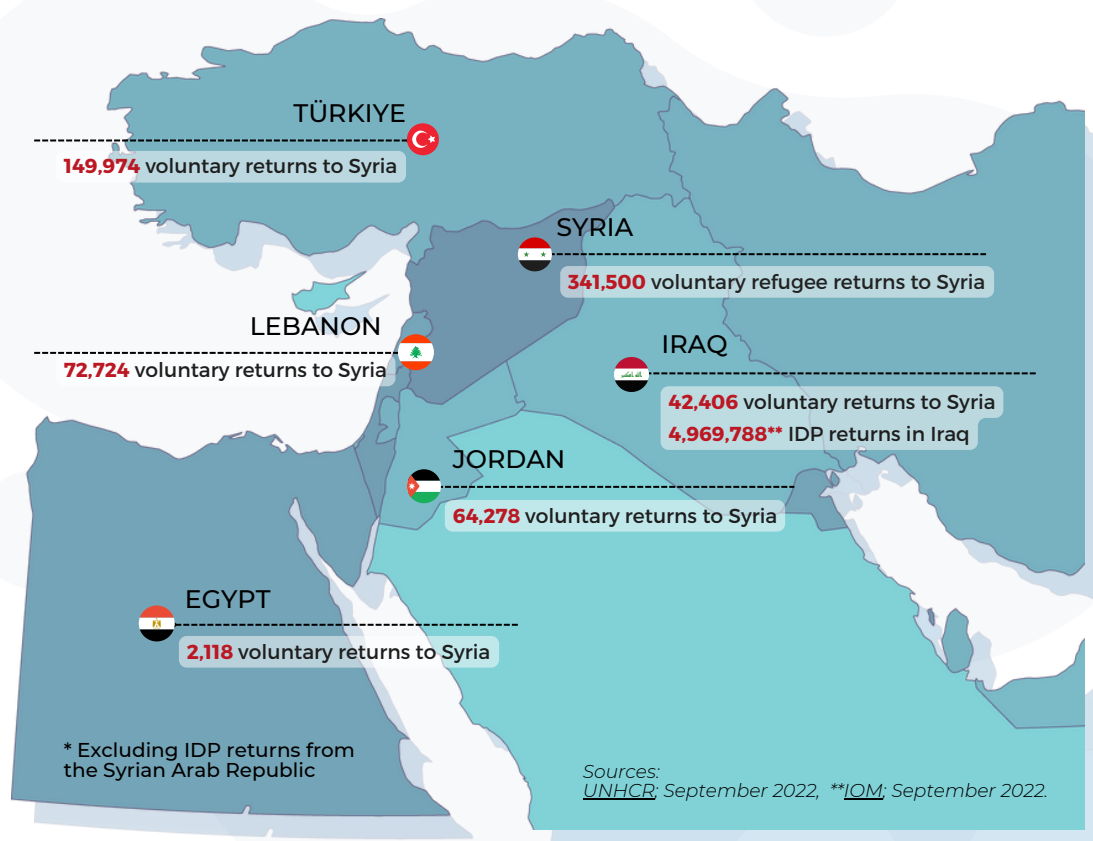 TÜRKIYE
149,974 voluntary returns to Syria
SYRIA
341,500 voluntary refugee returns to Syria
LEBANON
72,724 voluntary returns to Syria
IRAQ
42,406 voluntary returns to Syria
4,969,788** IDP returns in Iraq
JORDAN
64,278 voluntary returns to Syria
EGYPT
2,118 voluntary returns to Syria
* Excluding IDP returns from
the Syrian Arab Republic
Sources:
UNHCR; September 2022, **IOM; September 2022.